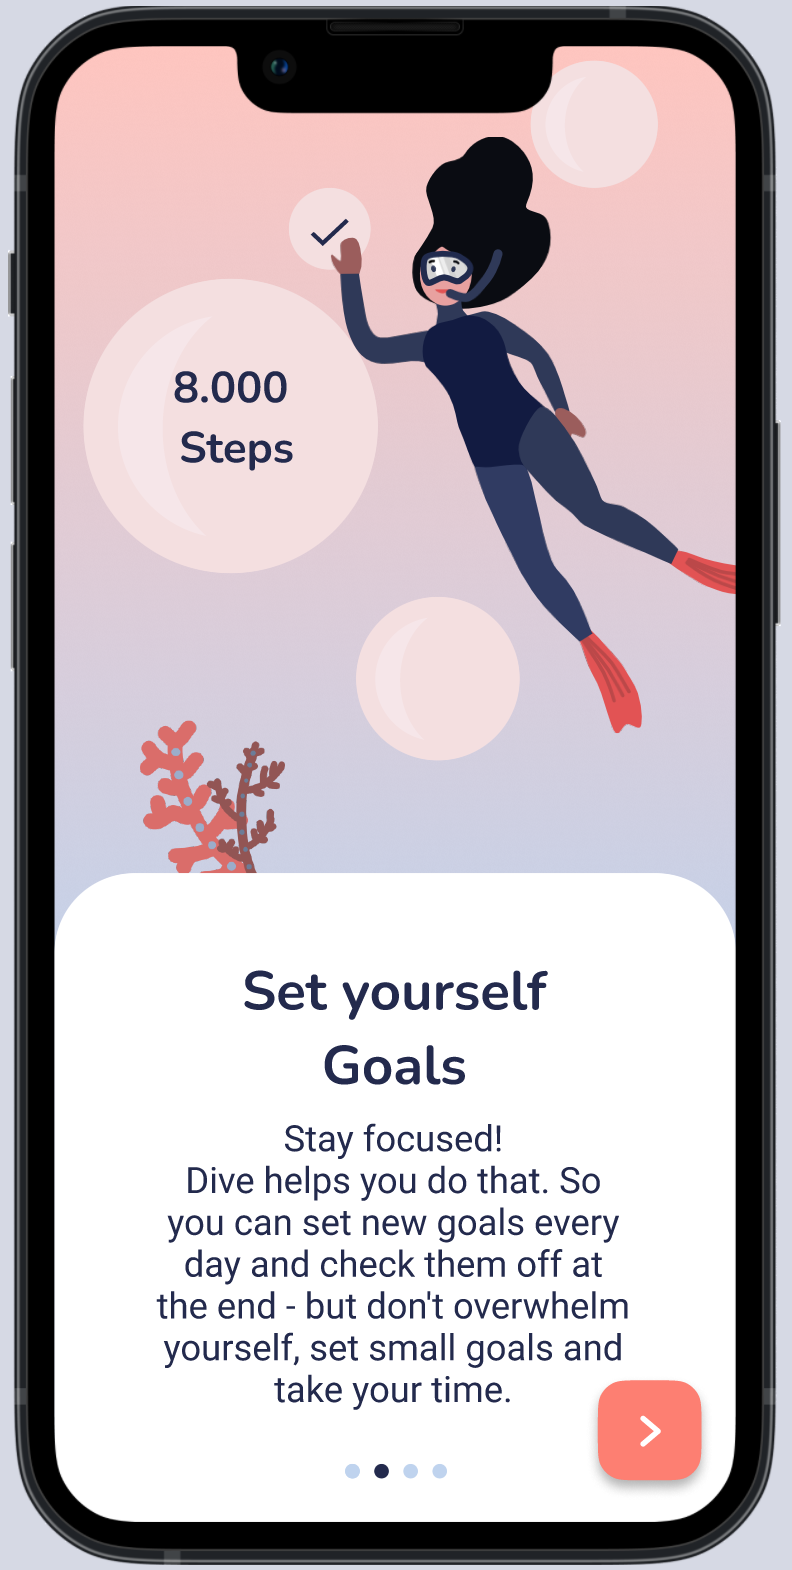 8.000
Steps
Set yourself
Goals
Stay focused!
Dive helps you do that. So
you can set new goals every
day and check them off at
the end - but don't overwhelm
yourself, set small goals and
take your time.